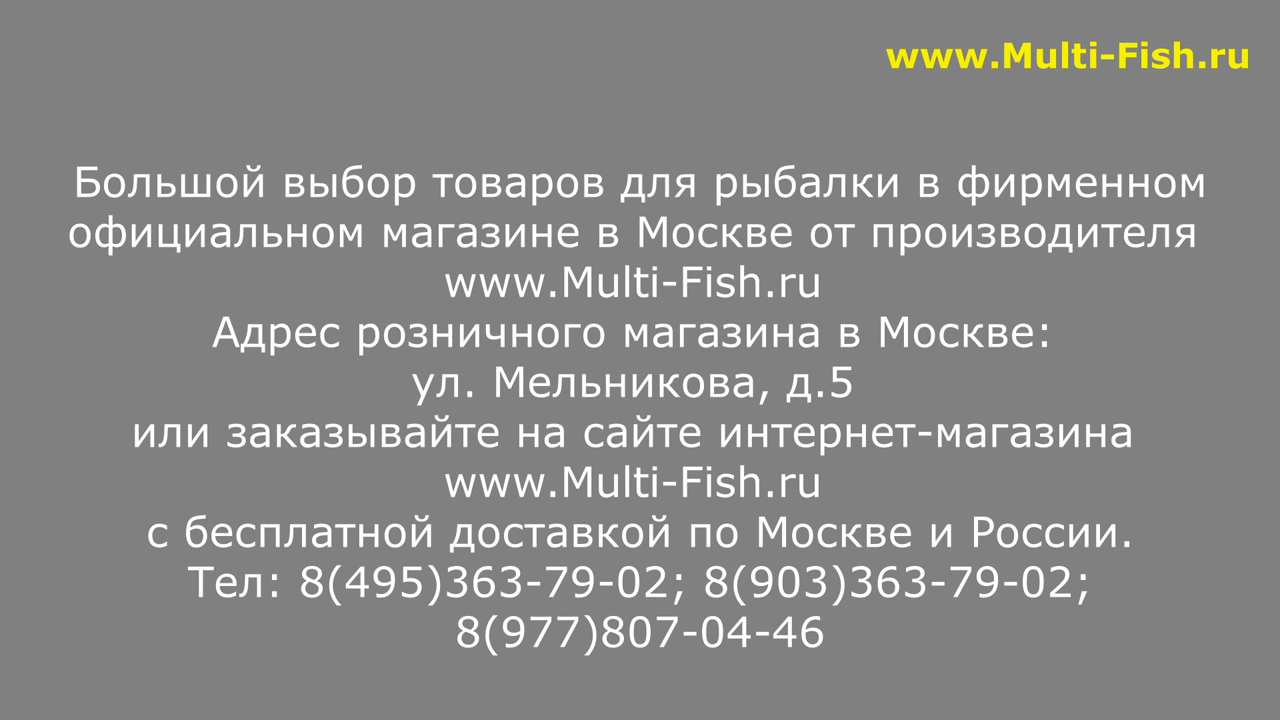 www.Multi-Fish.ru
Большой выбор товаров для рыбалки в фирменном
официальном магазине в Москве от производителя
www.Multi-Fish.ru
Адрес розничного магазина в Москве:
ул. Мельникова, д.5
или заказывайте на сайте интернет-магазина
www.Multi-Fish.ru
с бесплатной доставкой по Москве и России.
Тел: 8(495)363-79-02; 8(903)363-79-02;
8(977)807-04-46